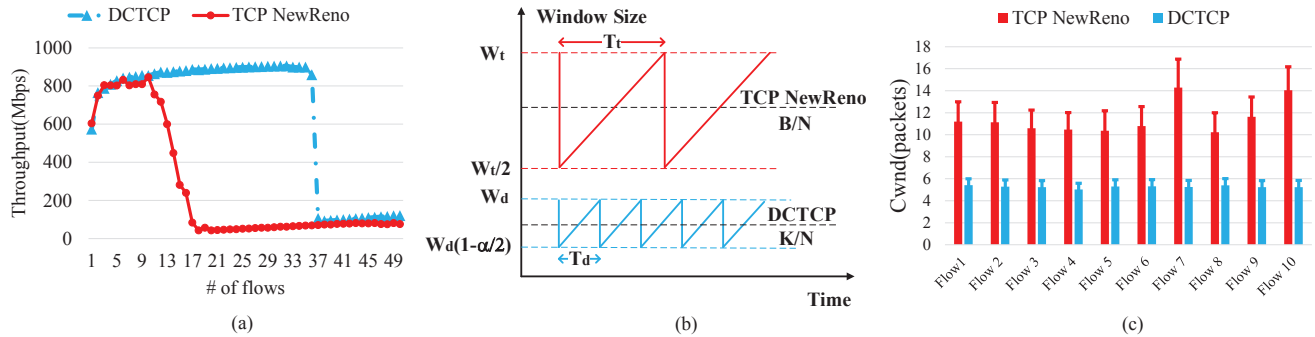 DCTCP TCP NewReno
Throughput(Mbps)
1000
800
600
400
200
0
1 5 9 13 17 21 25 29 33 37 41 45 49
# of flows
(a)
Window Size
Wt
Tt
TCP NewReno
B/N
Wt/2
Wd
DCTCP
K/N
Wd(1-α/2)
Td
Time
(b)
TCP NewReno DCTCP
Cwnd(packets)
18
16
14
12
10
8
6
4
2
0
Flow1 Flow 2 Flow 3 Flow 4 Flow 5 Flow 6 Flow 7 Flow 8 Flow 9 Flow 10
(c)